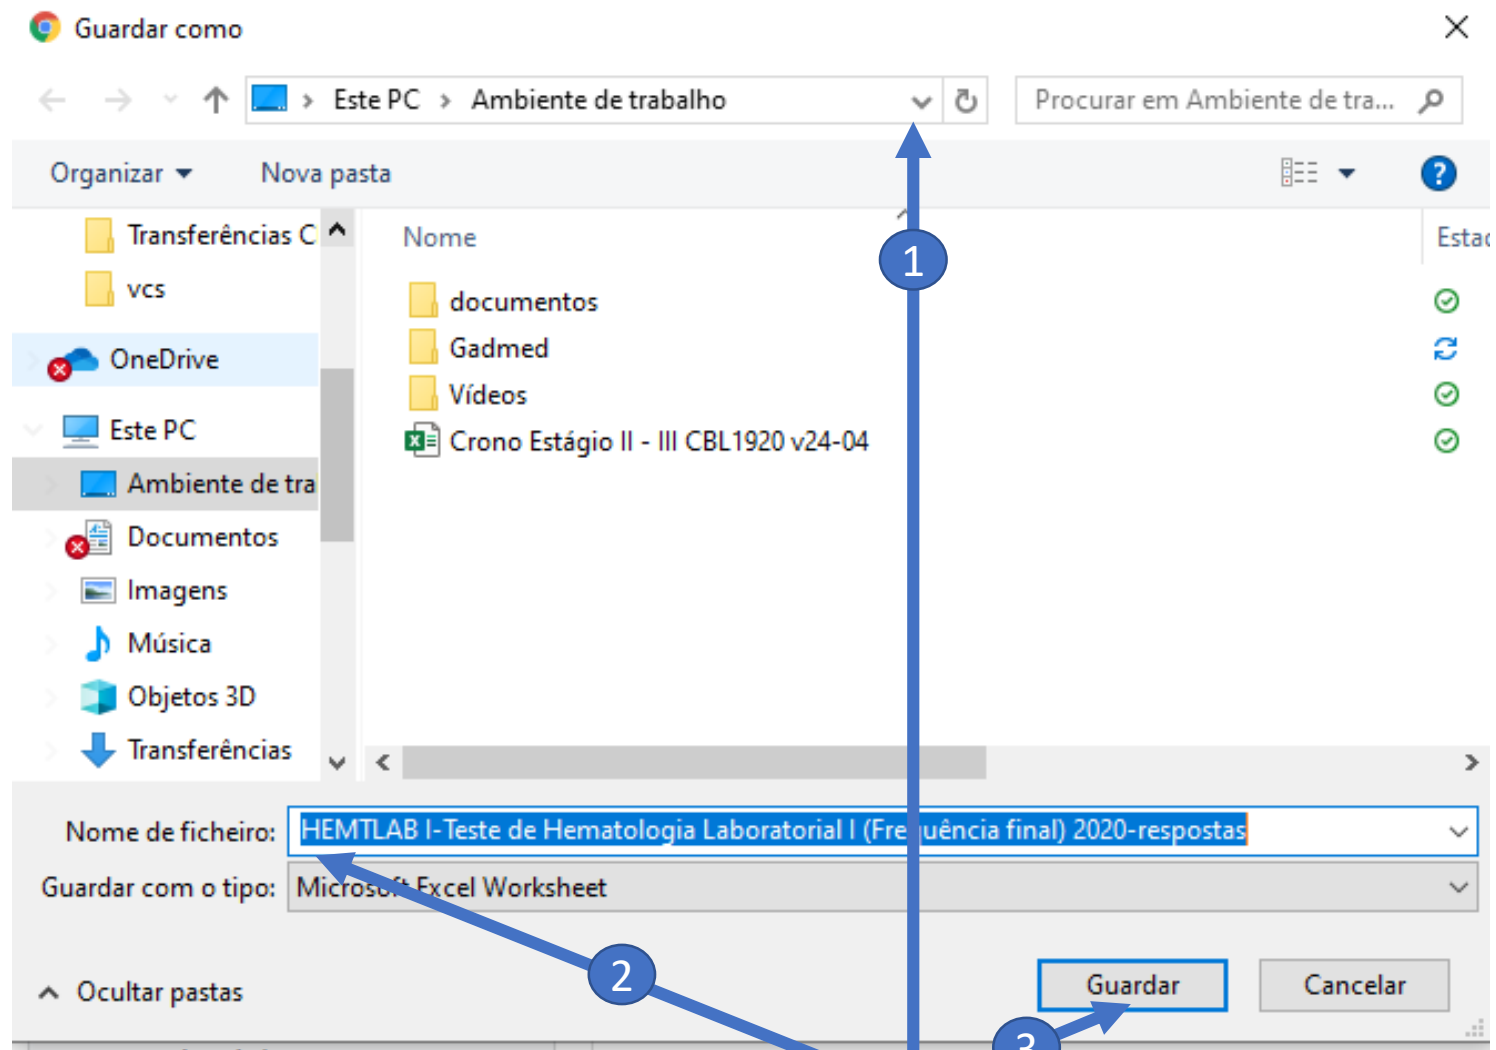 Guardar como
Este PC > Ambiente de trabalho
Procurar em Ambiente de tra...
Organizar
Nova pasta
Transferências C
vcs
OneDrive
Este PC
Ambiente de tra
Documentos
Imagens
Música
Objetos 3D
Transferências
Nome
Estad
1
documentos
Gadmed
Vídeos
Crono Estágio II - III CBL1920 v24-04
Nome de ficheiro: HEMTLAB I-Teste de Hematologia Laboratorial I (Frequência final) 2020-respostas
Guardar com o tipo: Microsoft Excel Worksheet
2
Ocultar pastas
Guardar
Cancelar
3